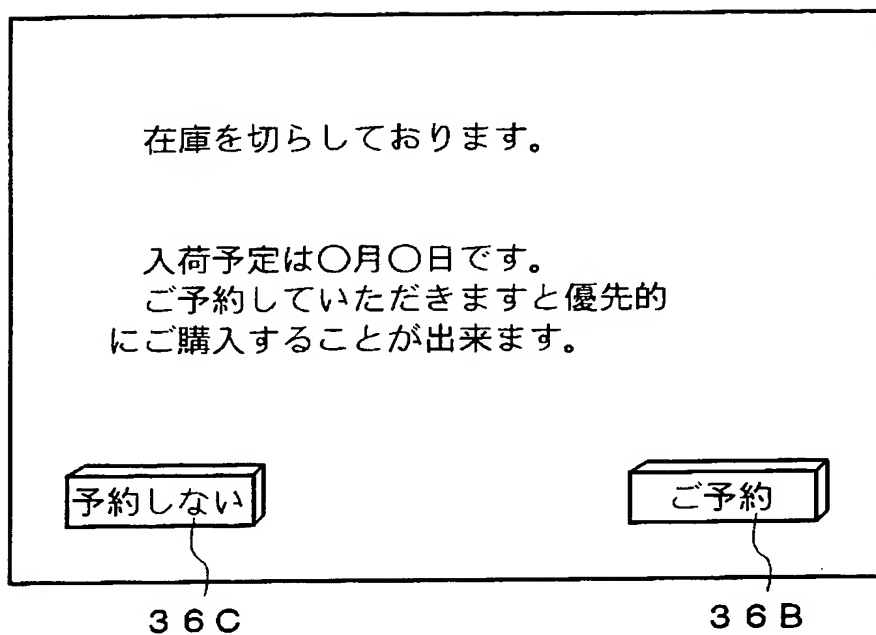 在庫を切らしております。
入荷予定は〇月〇日です。
ご予約していただきますと優先的
にご購入することが出来ます。
予約しない
ご予約
36C
36B